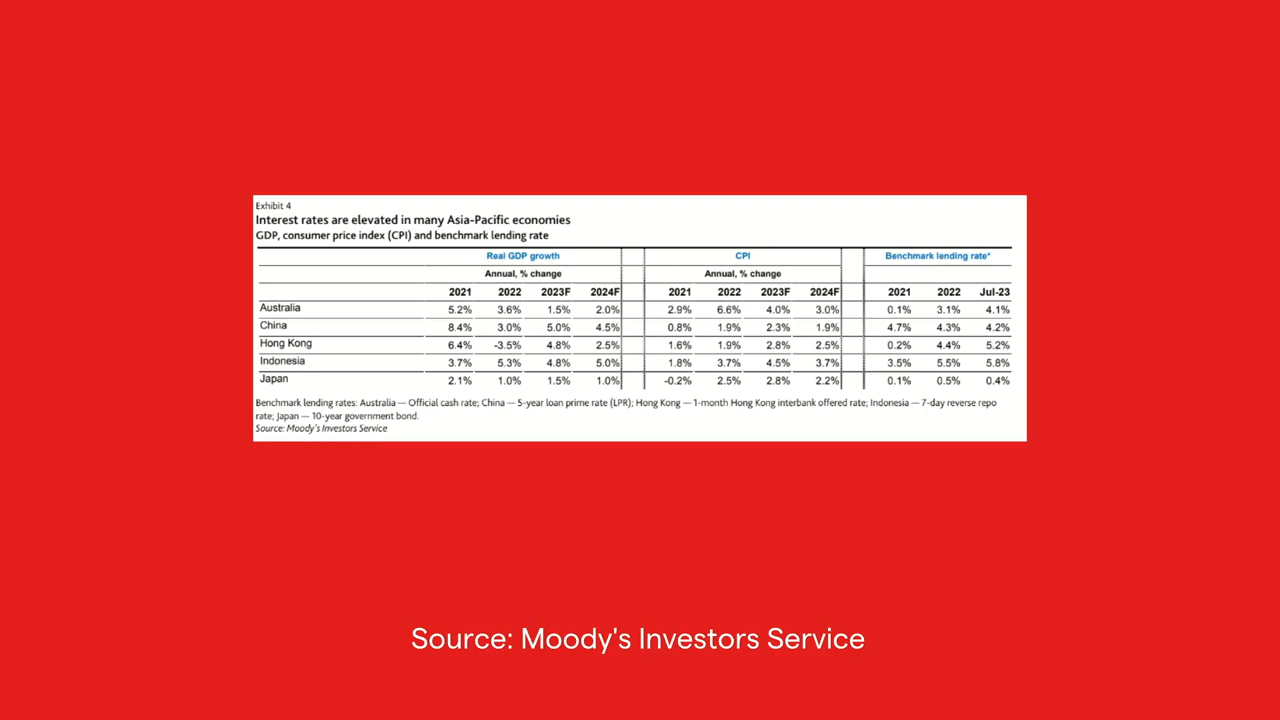 Exhibit 4
Interest rates are elevated in many Asia-Pacific economies
GDP, consumer price index (CPI) and benchmark lending rate
Real GDP growth CPI Benchmark lending rate*
Annual, % change Annual, % change
2021 2022 2023F 2024F 2021 2022 2023F 2024F 2021 2022 Jul-23
Australia 5.2% 3.6% 1.5% 2.0% 2.9% 6.6% 4.0% 3.0% 0.1% 3.1% 4.1%
China 8.4% 3.0% 5.0% 4.5% 0.8% 1.9% 2.3% 1.9% 4.7% 4.3% 4.2%
Hong Kong 6.4% -3.5% 4.8% 2.5% 1.6% 1.9% 2.8% 2.5% 0.2% 4.4% 5.2%
Indonesia 3.7% 5.3% 4.8% 5.0% 1.8% 3.7% 4.5% 3.7% 3.5% 5.5% 5.8%
Japan 2.1% 1.0% 1.5% 1.0% -0.2% 2.5% 2.8% 2.2% 0.1% 0.5% 0.4%
Benchmark lending rates: Australia — Official cash rate; China — 5-year loan prime rate (LPR); Hong Kong — 1-month Hong Kong interbank offered rate; Indonesia — 7-day reverse repo
rate; Japan — 10-year government bond.
Source: Moody's Investors Service
Source: Moody's Investors Service